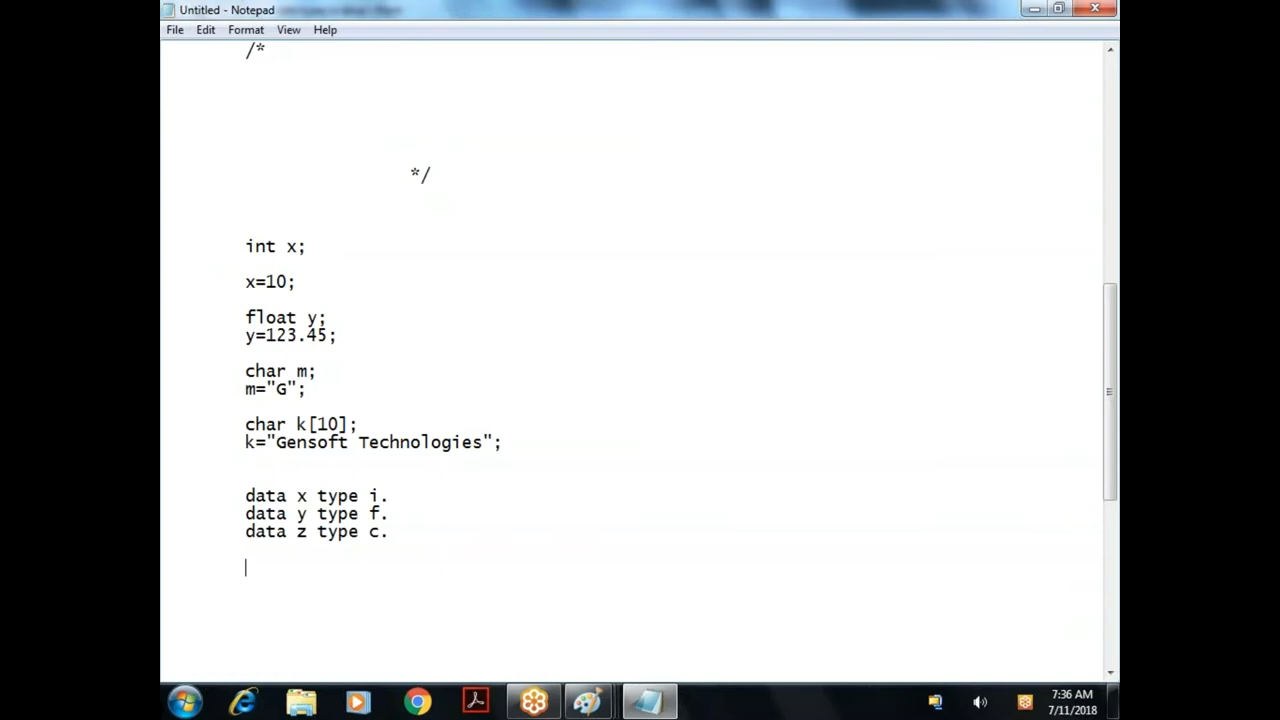 Untitled - Notepad
File Edit Format View Help
/*
*/
int x;
x=10;
float y;
y=123.45;
char m;
m="G";
char k[10];
k="Gensoft Technologies";
data x type i.
data y type f.
data z type c.
7:36 AM
7/11/2018